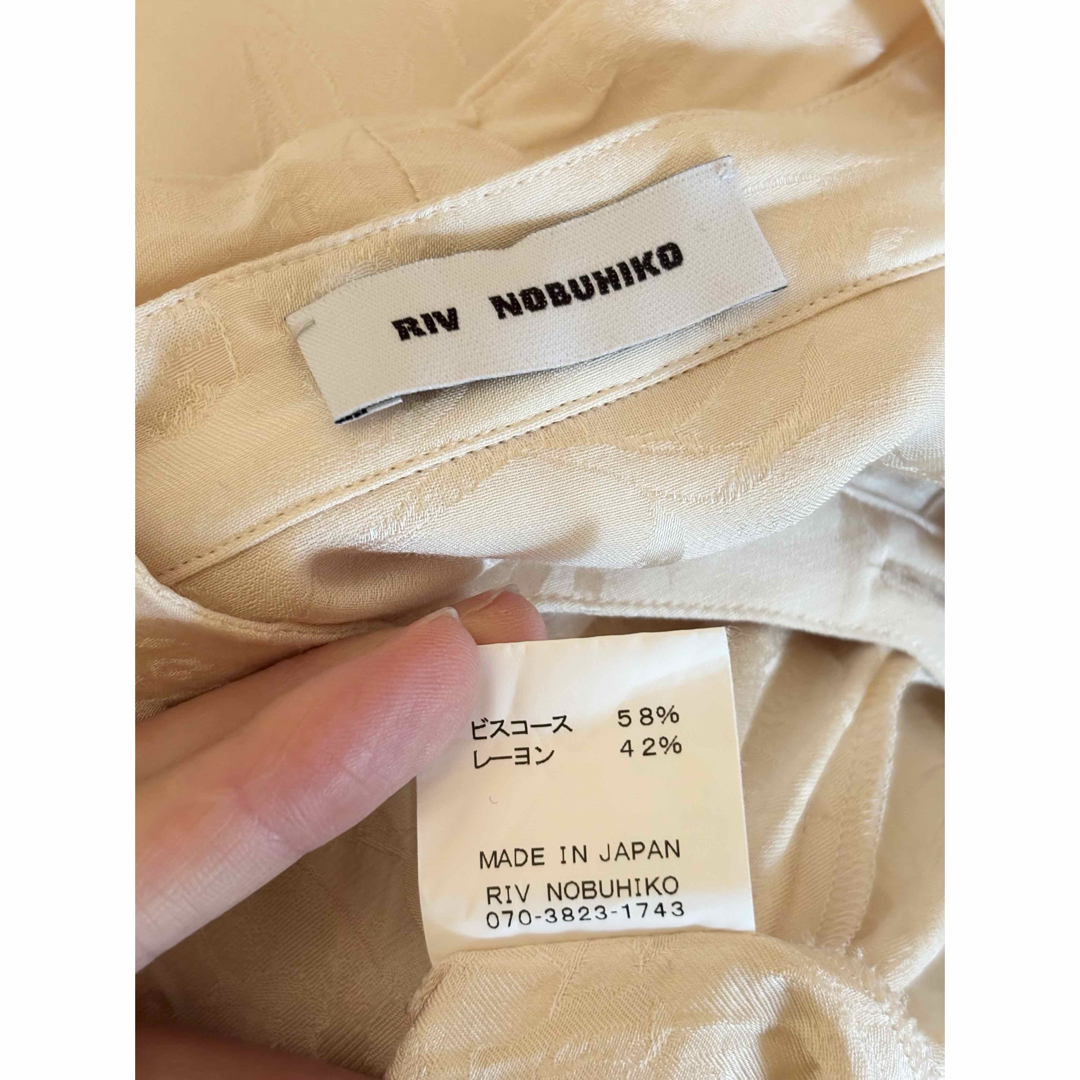 RIV NOBUHIKO
ビスコース 58%
レーヨン 42%
MADE IN JAPAN
RIV NOBUHIKO
070-3823-1743